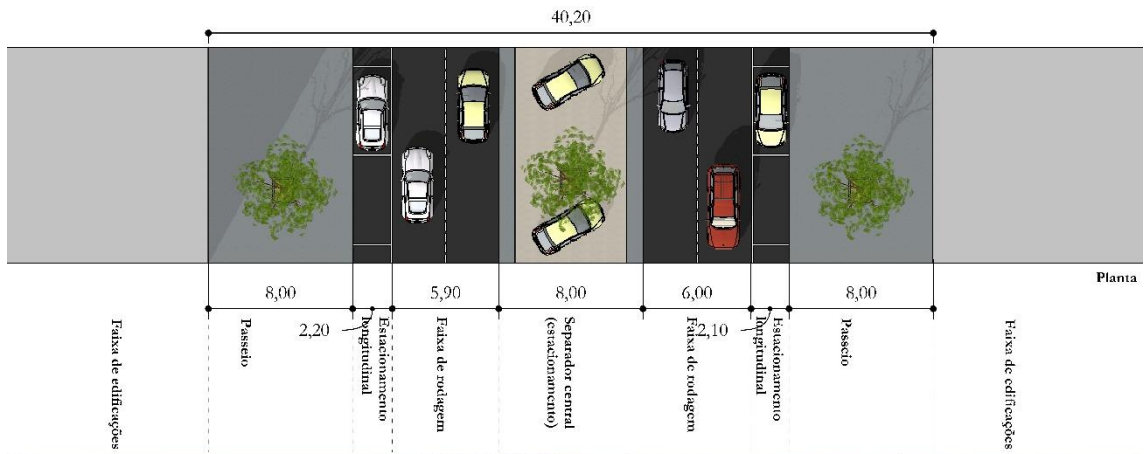 40,20
Planta
8,00
2,20
5,90
8,00
6,00
2,10
8,00
Faixa de edificações
Passeio
Estacionamento
longitudinal
Faixa de rodagem
Separador central
(estacionamento)
Faixa de rodagem
Estacionamento
longitudinal
Passeio
Faixa de edificações